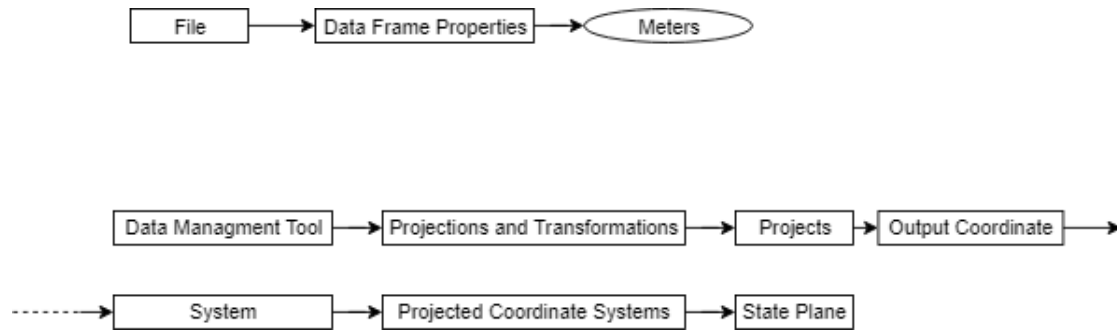 File
Data Frame Properties
Meters
Data Managment Tool
Projections and Transformations
Projects
Output Coordinate
System
Projected Coordinate Systems
State Plane